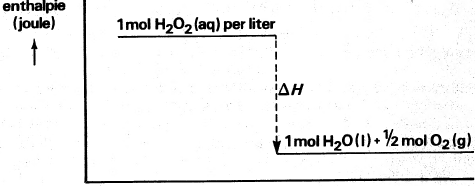 enthalpie
(joule)
1 mol H₂O₂ (aq) per liter
ΔH
1 mol H₂O (l) + ½ mol O₂ (g)